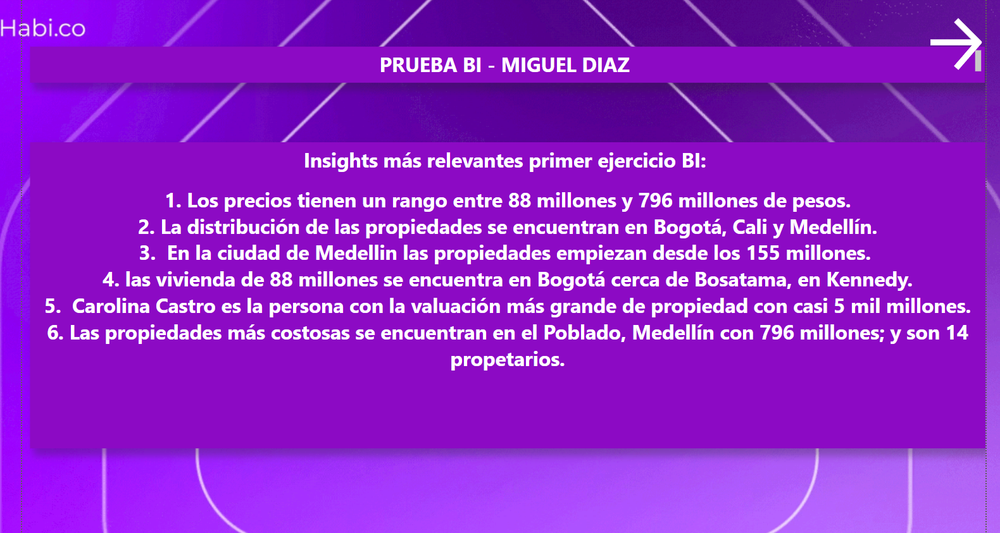 Habi.co
PRUEBA BI - MIGUEL DIAZ
Insights más relevantes primer ejercicio BI:
1. Los precios tienen un rango entre 88 millones y 796 millones de pesos.
2. La distribución de las propiedades se encuentran en Bogotá, Cali y Medellín.
3.  En la ciudad de Medellin las propiedades empiezan desde los 155 millones.
4. las vivienda de 88 millones se encuentra en Bogotá cerca de Bosatama, en Kennedy.
5.  Carolina Castro es la persona con la valuación más grande de propiedad con casi 5 mil millones.
6. Las propiedades más costosas se encuentran en el Poblado, Medellín con 796 millones; y son 14
propetarios.